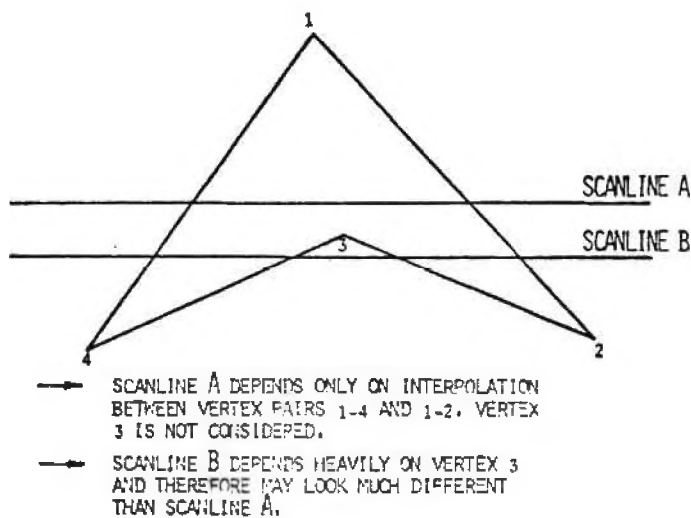 1
SCANLINE A
SCANLINE B
3
4
2
SCANLINE A DEPENDS ONLY ON INTERPOLATION
BETWEEN VERTEX PAIRS 1-4 AND 1-2. VERTEX
3 IS NOT CONSIDERED.
SCANLINE B DEPENDS HEAVILY ON VERTEX 3
AND THEREFORE MAY LOOK MUCH DIFFERENT
THAN SCANLINE A.